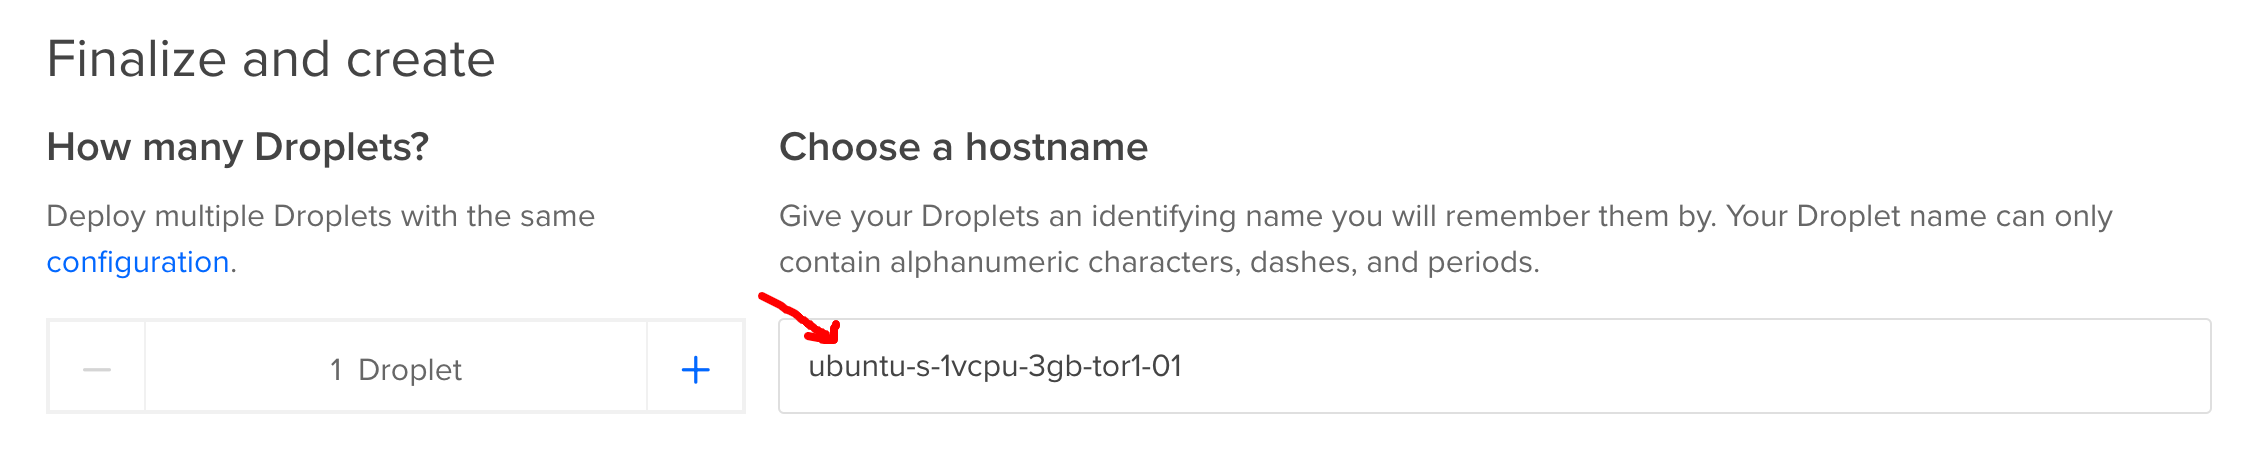 Finalize and create
How many Droplets?
Deploy multiple Droplets with the same
configuration.
1 Droplet
Choose a hostname
Give your Droplets an identifying name you will remember them by. Your Droplet name can only
contain alphanumeric characters, dashes, and periods.
ubuntu-s-1vcpu-3gb-tor1-01